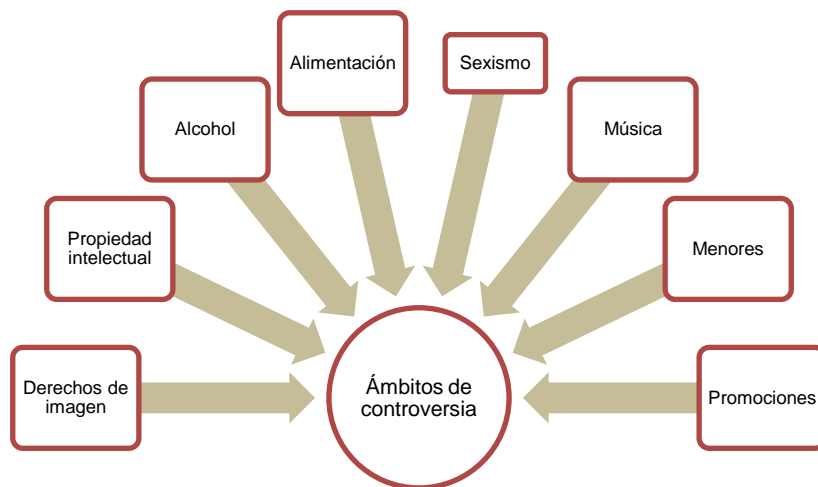 Alimentación
Sexismo
Alcohol
Música
Propiedad
intelectual
Menores
Derechos de
imagen
Ámbitos de
controversia
Promociones